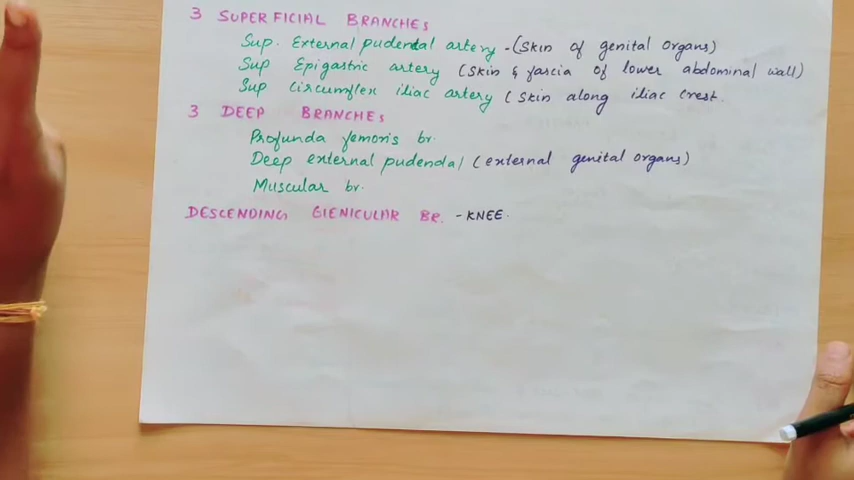 3 SUPERFICIAL BRANCHES
Sup. External pudental artery - (Skin of genital organs)
Sup Epigastric artery (Skin & fascia of lower abdominal wall)
Sup circumflex iliac artery (Skin along iliac crest.
3 DEEP BRANCHES
Profunda femoris br.
Deep external pudendal (external genital organs)
Muscular br.
DESCENDING GENICULAR BR. - KNEE.